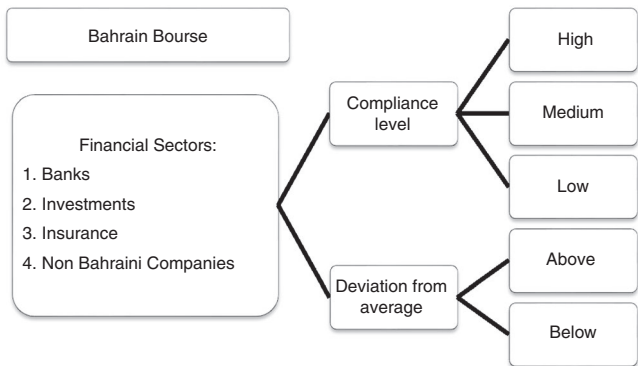 Bahrain Bourse
Financial Sectors:
1. Banks
2. Investments
3. Insurance
4. Non Bahraini Companies
Compliance
level
High
Medium
Low
Deviation from
average
Above
Below